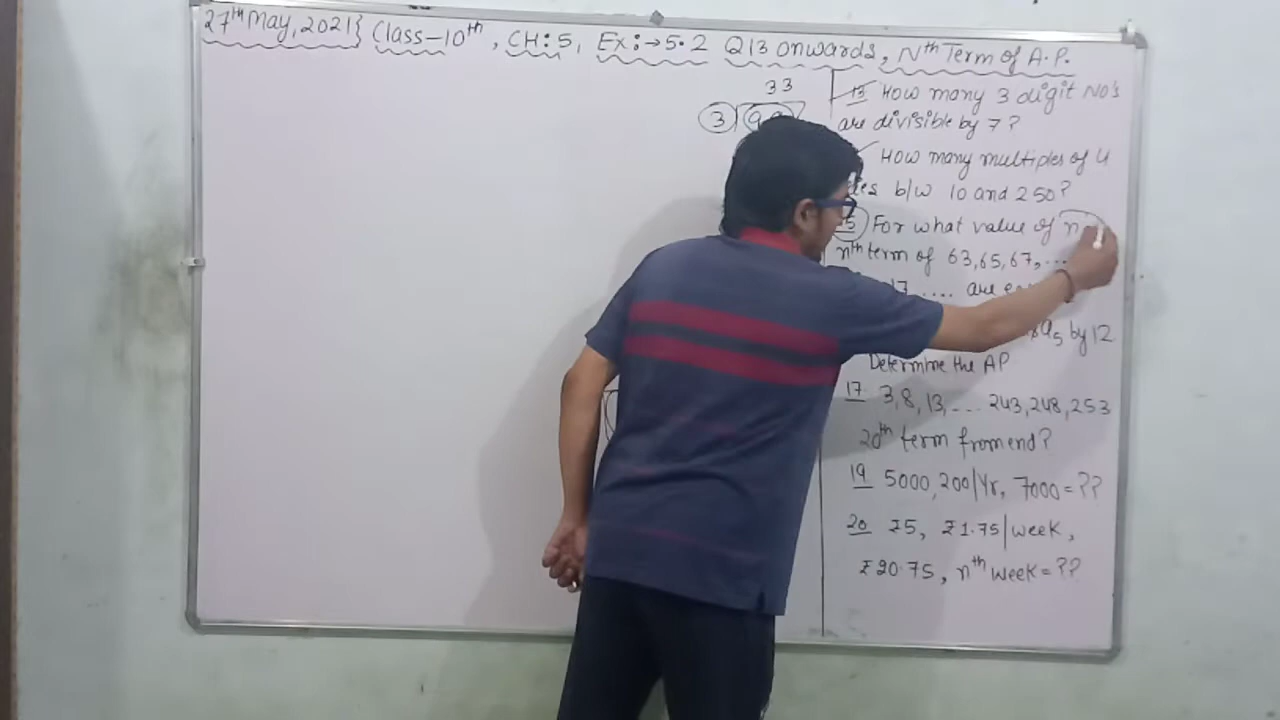 27th May, 2021} Class-10th, CH:5, Ex:→5.2 Q13 onwards, Nth Term of A.P.
33
3
13 How many 3 digit No's
are divisible by 7?
How many multiples of 4
b/w 10 and 250?
For what value of n
nth term of 63,65,67,...
17 .... are
a5 by 12
Determine the AP
17 3,8,13,... 243,248,253
20th term from end?
19 5000,200/Yr, 7000=??
20 ₹5, ₹1.75/week,
₹20.75, nth week=??